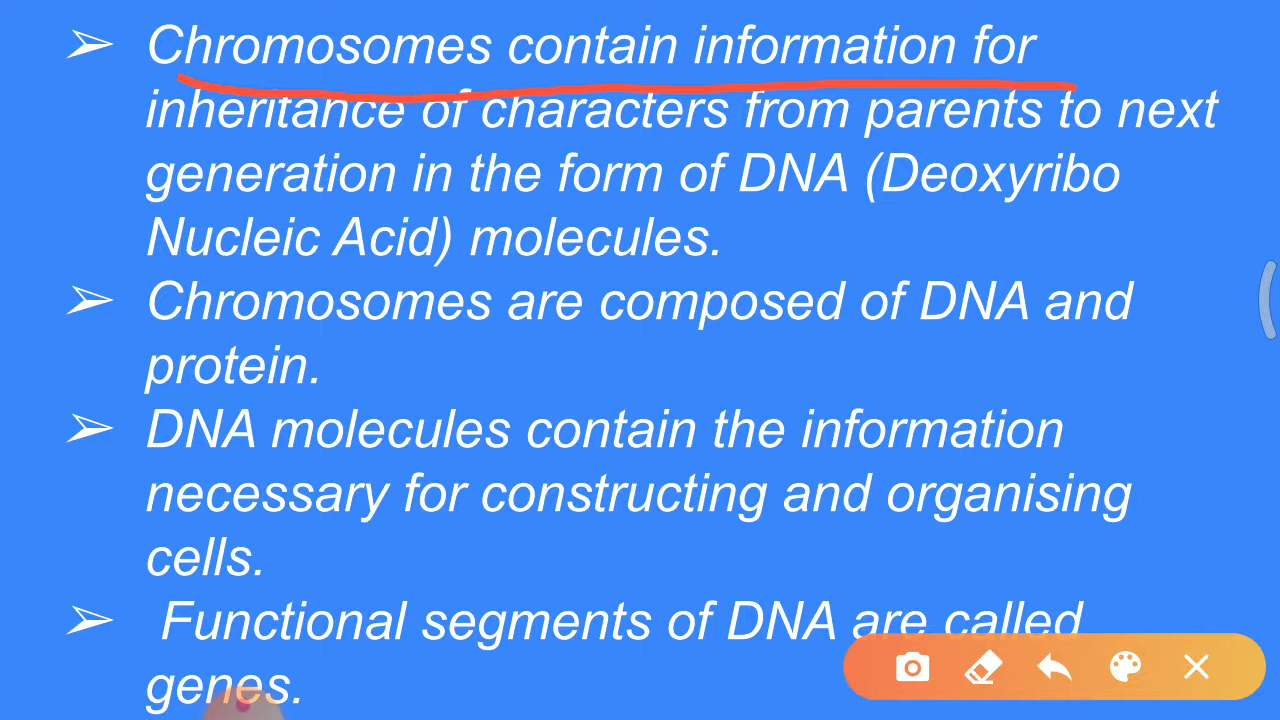 ➢ Chromosomes contain information for
inheritance of characters from parents to next
generation in the form of DNA (Deoxyribo
Nucleic Acid) molecules.
➢ Chromosomes are composed of DNA and
protein.
➢ DNA molecules contain the information
necessary for constructing and organising
cells.
➢ Functional segments of DNA are called
genes.